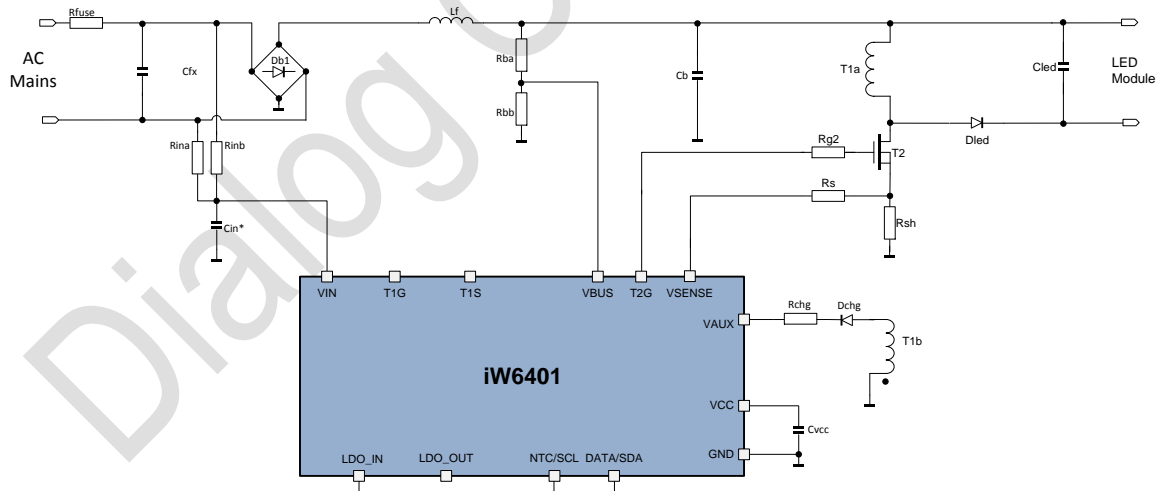 Rfuse
Lf
AC
Mains
Cfx
Db1
Rba
Rbb
Cb
T1a
Cled
LED
Module
Rina
Rinb
Rg2
T2
Dled
Rs
Rsh
Cin*
VIN
T1G
T1S
VBUS
T2G
VSENSE
VAUX
Rchg
Dchg
T1b
iW6401
VCC
Cvcc
GND
LDO_IN
LDO_OUT
NTC/SCL
DATA/SDA
Dialog